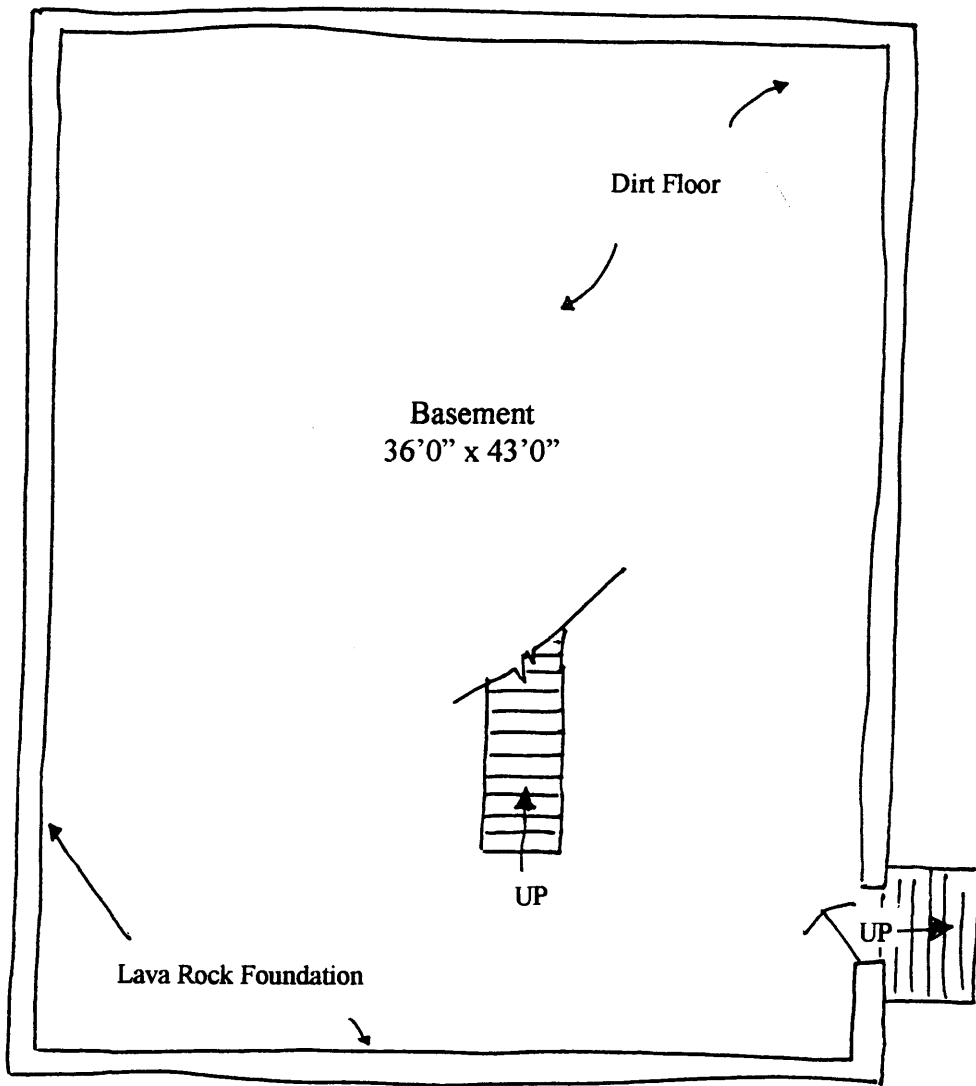 Dirt Floor
Basement
36’0” x 43’0”
UP
UP
Lava Rock Foundation